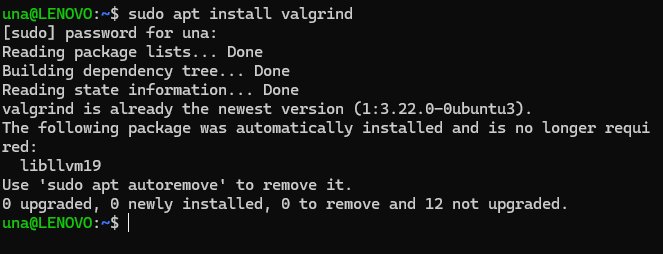 una@LENOVO:~$ sudo apt install valgrind
[sudo] password for una:
Reading package lists... Done
Building dependency tree... Done
Reading state information... Done
valgrind is already the newest version (1:3.22.0-0ubuntu3).
The following package was automatically installed and is no longer requi
red:
  libllvm19
Use 'sudo apt autoremove' to remove it.
0 upgraded, 0 newly installed, 0 to remove and 12 not upgraded.
una@LENOVO:~$